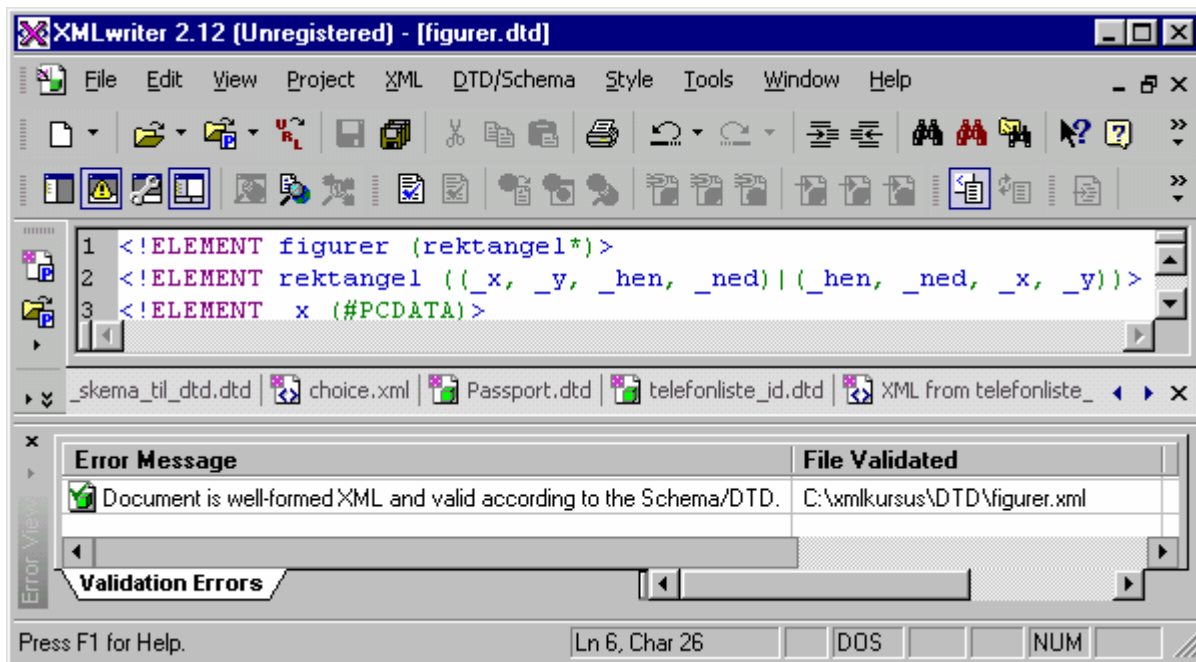 XMLwriter 2.12 (Unregistered) - [figurer.dtd]
File Edit View Project XML DTD/Schema Style Tools Window Help
URL
1 <!ELEMENT figurer (rektangel*)>
2 <!ELEMENT rektangel ((_x, _y, _hen, _ned)|(_hen, _ned, _x, _y))>
3 <!ELEMENT _x (#PCDATA)>
_skema_til_dtd.dtd choice.xml Passport.dtd telefonliste_id.dtd XML from telefonliste_
Error Message File Validated
Document is well-formed XML and valid according to the Schema/DTD. C:\xmlkursus\DTD\figurer.xml
Validation Errors
Error View
Press F1 for Help. Ln 6, Char 26 DOS NUM